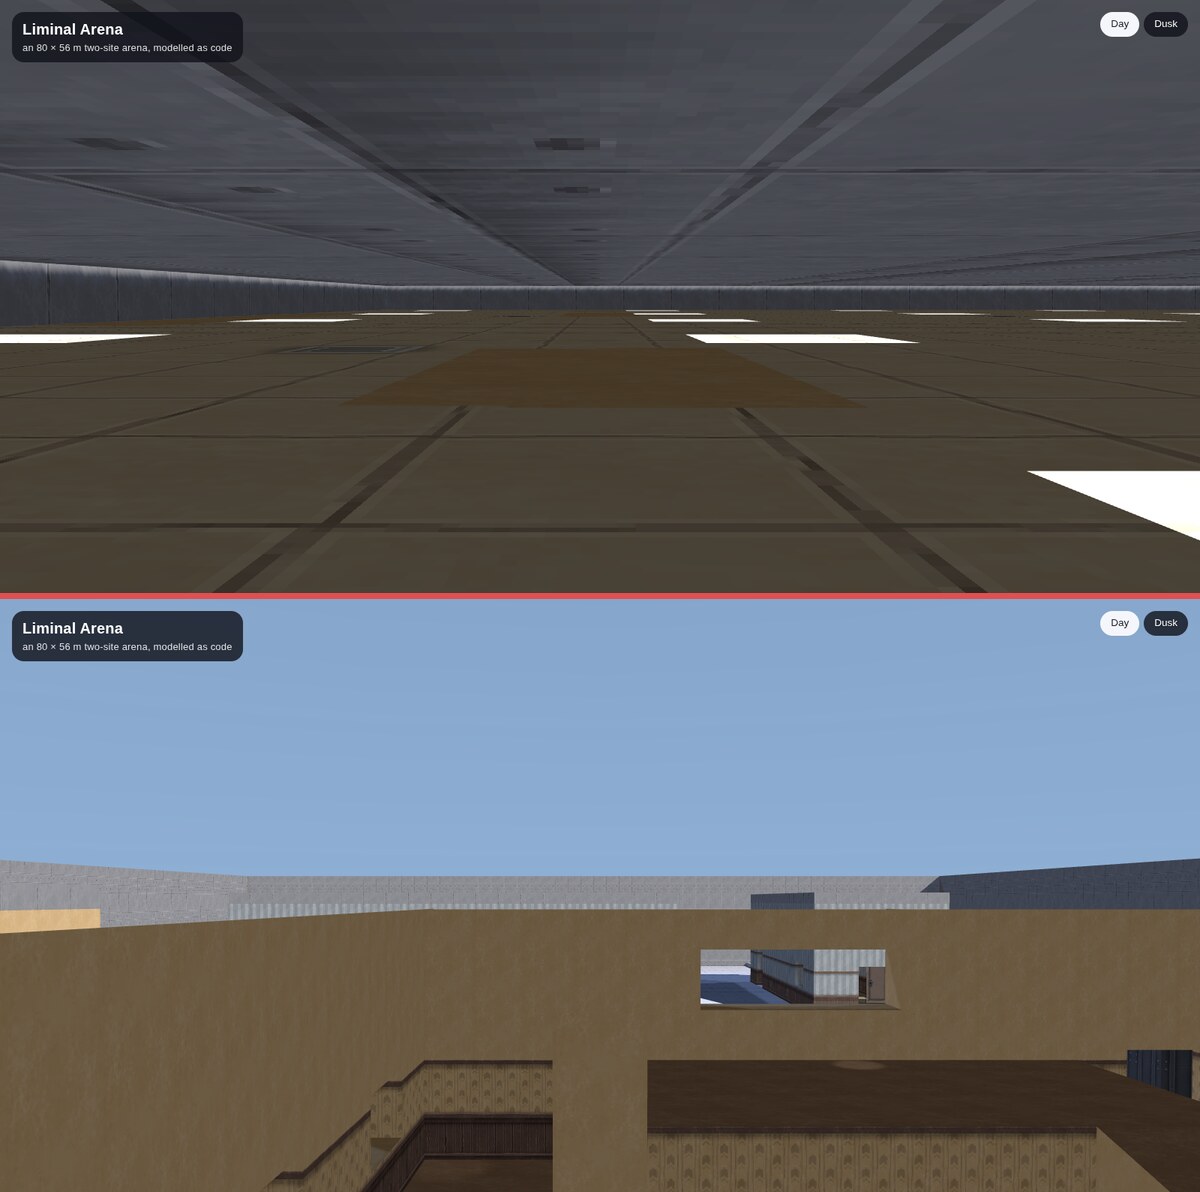 Liminal Arena
an 80 × 56 m two-site arena, modelled as code
Day
Dusk
Liminal Arena
an 80 × 56 m two-site arena, modelled as code
Day
Dusk